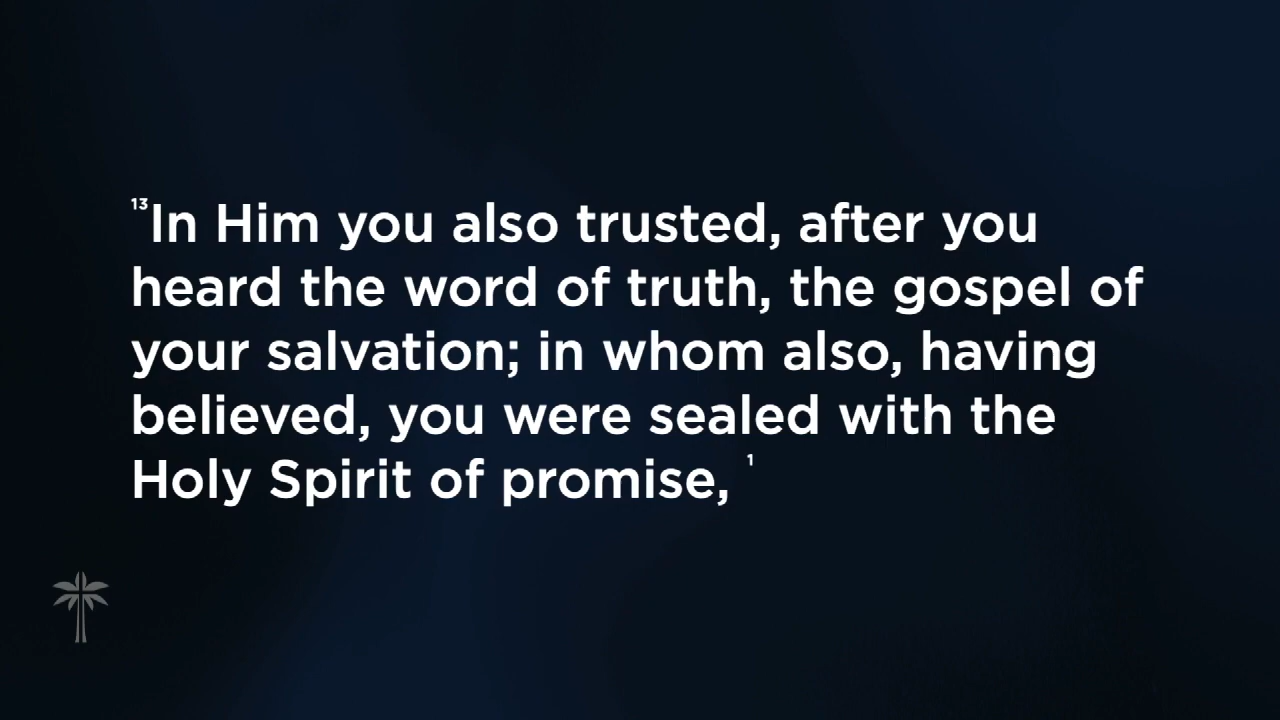 13In Him you also trusted, after you
heard the word of truth, the gospel of
your salvation; in whom also, having
believed, you were sealed with the
Holy Spirit of promise, 1